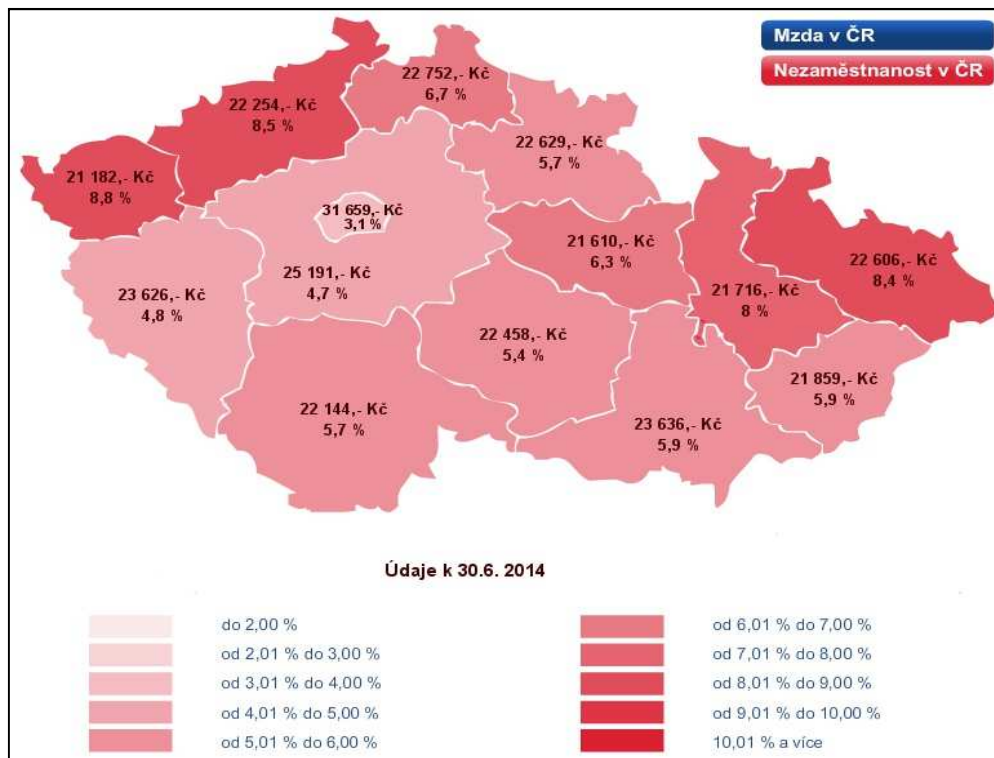 Mzda v ČR
Nezaměstnanost v ČR
22 752,- Kč
6,7 %
22 254,- Kč
8,5 %
22 629,- Kč
5,7 %
21 182,- Kč
8,8 %
31 659,- Kč
3,1 %
21 610,- Kč
6,3 %
22 606,- Kč
8,4 %
25 191,- Kč
4,7 %
21 716,- Kč
8 %
23 626,- Kč
4,8 %
22 458,- Kč
5,4 %
21 859,- Kč
5,9 %
22 144,- Kč
5,7 %
23 636,- Kč
5,9 %
Údaje k 30.6. 2014
do 2,00 %
od 2,01 % do 3,00 %
od 3,01 % do 4,00 %
od 4,01 % do 5,00 %
od 5,01 % do 6,00 %
od 6,01 % do 7,00 %
od 7,01 % do 8,00 %
od 8,01 % do 9,00 %
od 9,01 % do 10,00 %
10,01 % a více